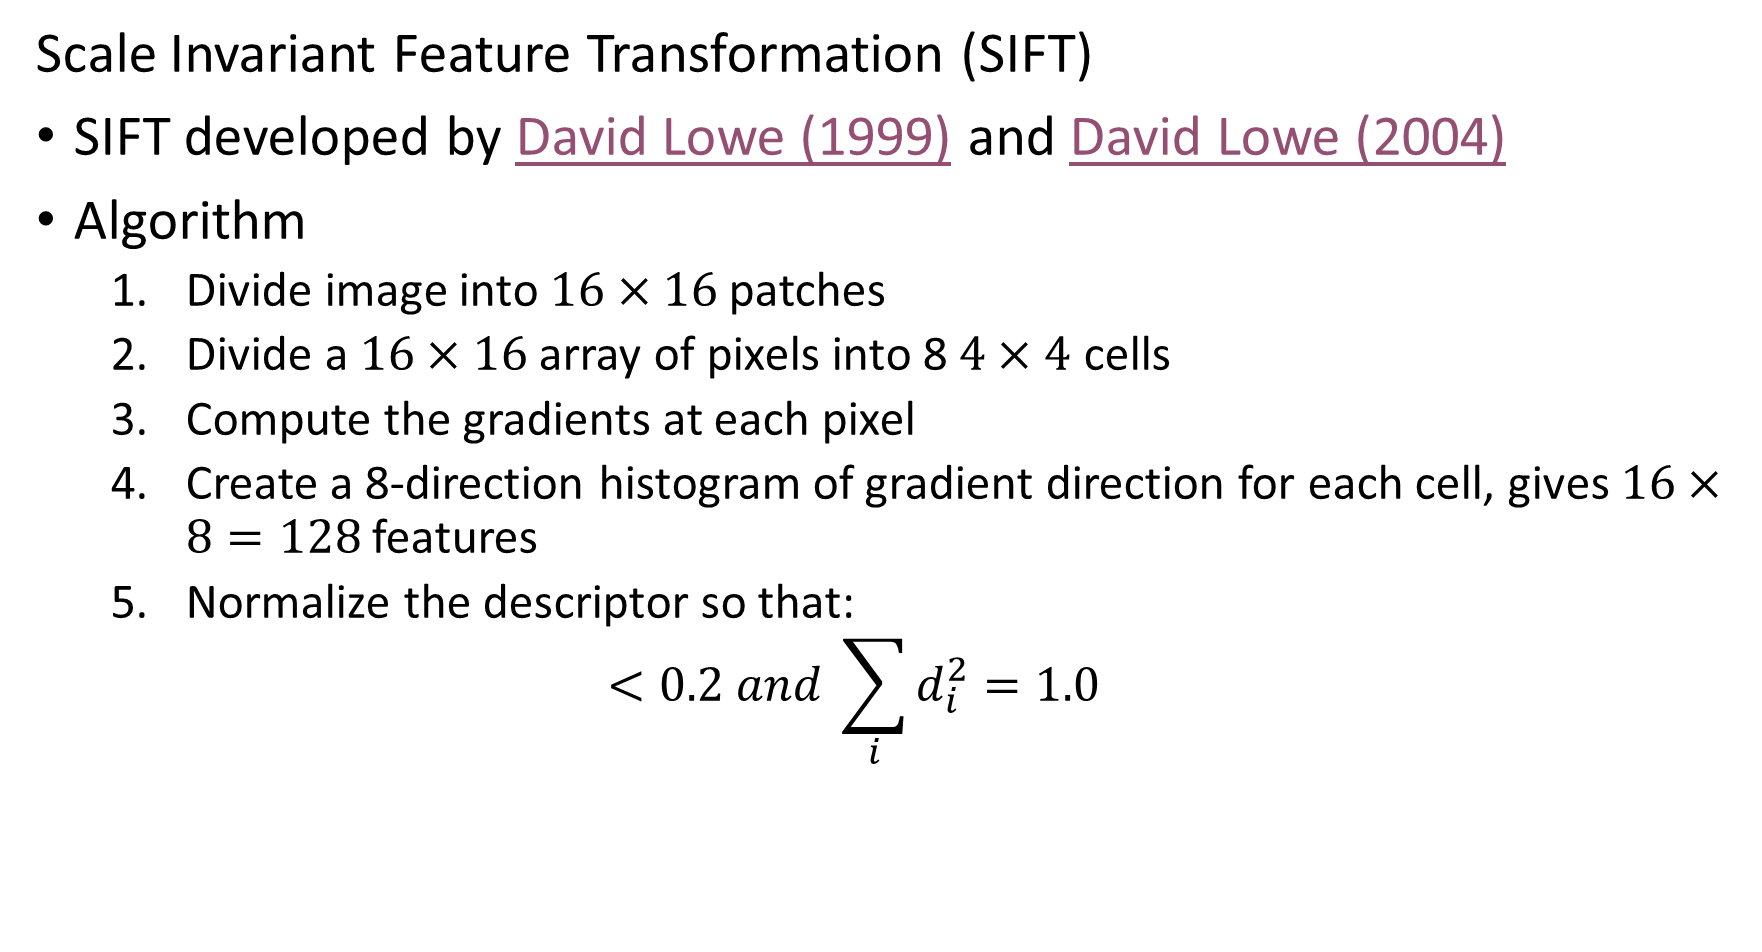 Scale Invariant Feature Transformation (SIFT)
• SIFT developed by David Lowe (1999) and David Lowe (2004)
• Algorithm
1. Divide image into 16 × 16 patches
2. Divide a 16 × 16 array of pixels into 8 4 × 4 cells
3. Compute the gradients at each pixel
4. Create a 8-direction histogram of gradient direction for each cell, gives 16 ×
8 = 128 features
5. Normalize the descriptor so that:
< 0.2 and ∑_i d_i^2 = 1.0